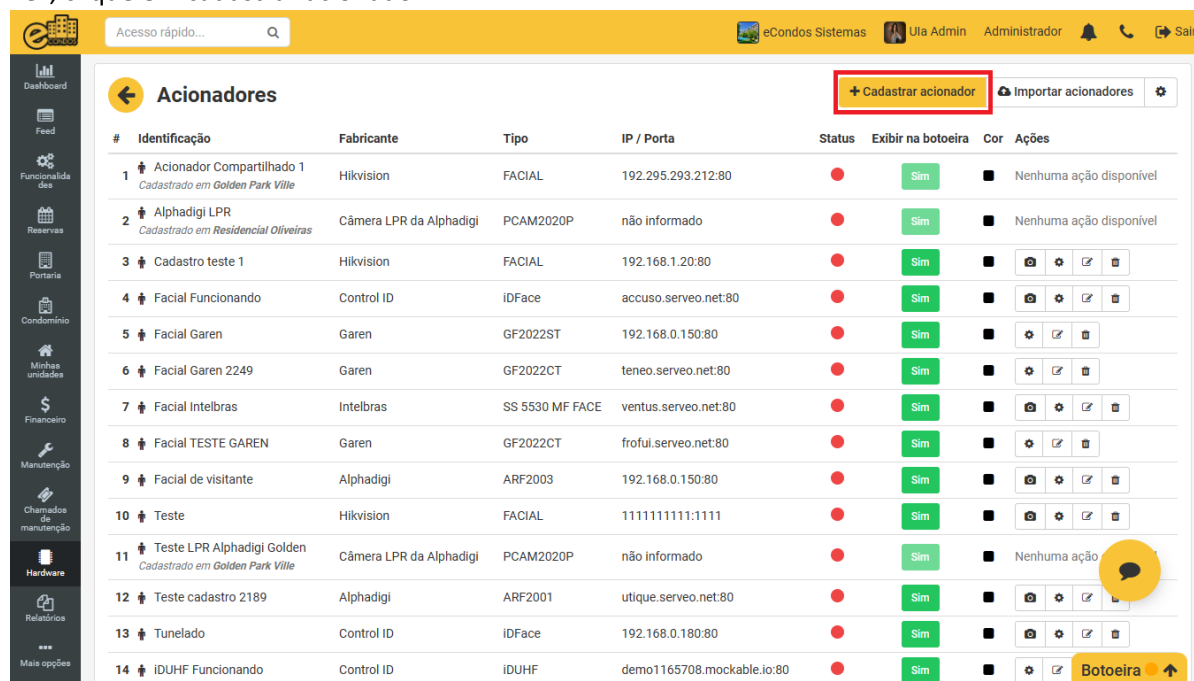 CONDOS
Acesso rápido...
eCondos Sistemas
Ula Admin
Administrador
Sair
Dashboard
Feed
Funcionalida
des
Reservas
Portaria
Condomínio
Minhas
unidades
Financeiro
Manutenção
Chamados
de
manutenção
Hardware
Relatórios
Mais opções
Acionadores
+ Cadastrar acionador
Importar acionadores
# Identificação Fabricante Tipo IP / Porta Status Exibir na botoeira Cor Ações
1 Acionador Compartilhado 1 Hikvision FACIAL 192.295.293.212:80 Sim Nenhuma ação disponível
Cadastrado em Golden Park Ville
2 Alphadigi LPR Câmera LPR da Alphadigi PCAM2020P não informado Sim Nenhuma ação disponível
Cadastrado em Residencial Oliveiras
3 Cadastro teste 1 Hikvision FACIAL 192.168.1.20:80 Sim
4 Facial Funcionando Control ID iDFace accuso.serveo.net:80 Sim
5 Facial Garen Garen GF2022ST 192.168.0.150:80 Sim
6 Facial Garen 2249 Garen GF2022CT teneo.serveo.net:80 Sim
7 Facial Intelbras Intelbras SS 5530 MF FACE ventus.serveo.net:80 Sim
8 Facial TESTE GAREN Garen GF2022CT frofui.serveo.net:80 Sim
9 Facial de visitante Alphadigi ARF2003 192.168.0.150:80 Sim
10 Teste Hikvision FACIAL 1111111111:1111 Sim
11 Teste LPR Alphadigi Golden Câmera LPR da Alphadigi PCAM2020P não informado Sim Nenhuma ação
Cadastrado em Golden Park Ville
12 Teste cadastro 2189 Alphadigi ARF2001 utique.serveo.net:80 Sim
13 Tunelado Control ID iDFace 192.168.0.180:80 Sim
14 iDUHF Funcionando Control ID iDUHF demo1165708.mockable.io:80 Sim
Botoeira